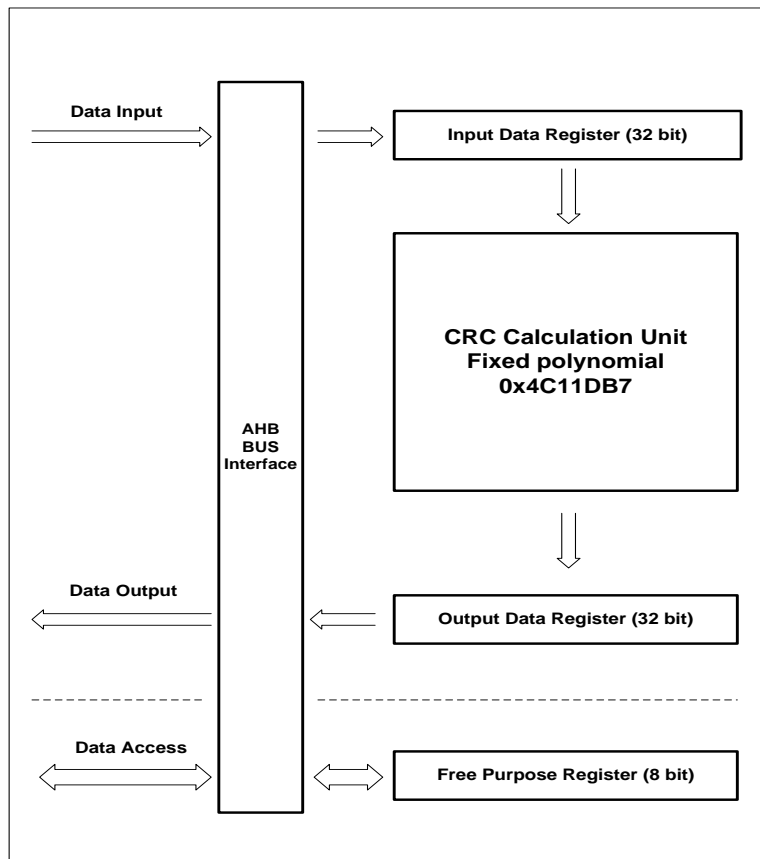 Data Input
Input Data Register (32 bit)
CRC Calculation Unit
Fixed polynomial
0x4C11DB7
AHB
BUS
Interface
Data Output
Output Data Register (32 bit)
Data Access
Free Purpose Register (8 bit)